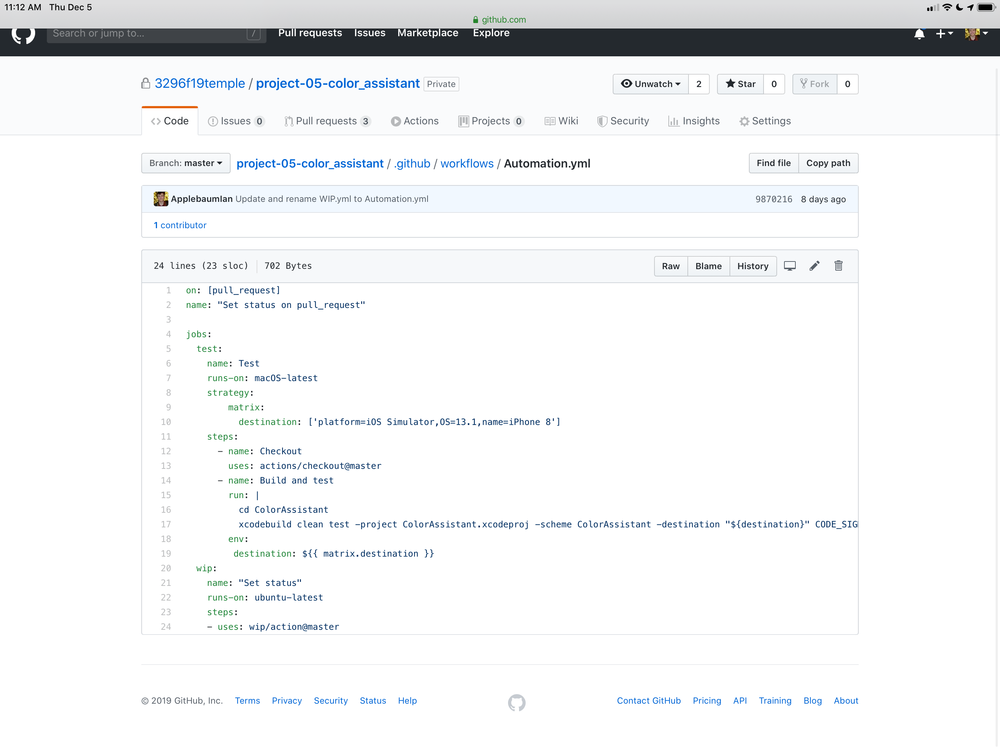 11:12 AM Thu Dec 5
github.com
Search or jump to... /
Pull requests Issues Marketplace Explore
3296f19temple / project-05-color_assistant Private
Unwatch 2 Star 0 Fork 0
Code Issues 0 Pull requests 3 Actions Projects 0 Wiki Security Insights Settings
Branch: master project-05-color_assistant / .github / workflows / Automation.yml Find file Copy path
ApplebaumIan Update and rename WIP.yml to Automation.yml 9870216 8 days ago
1 contributor
24 lines (23 sloc) 702 Bytes Raw Blame History
1 on: [pull_request]
2 name: "Set status on pull_request"
3
4 jobs:
5 test:
6 name: Test
7 runs-on: macOS-latest
8 strategy:
9 matrix:
10 destination: ['platform=iOS Simulator,OS=13.1,name=iPhone 8']
11 steps:
12 - name: Checkout
13 uses: actions/checkout@master
14 - name: Build and test
15 run: |
16 cd ColorAssistant
17 xcodebuild clean test -project ColorAssistant.xcodeproj -scheme ColorAssistant -destination "${destination}" CODE_SIG
18 env:
19 destination: ${{ matrix.destination }}
20 wip:
21 name: "Set status"
22 runs-on: ubuntu-latest
23 steps:
24 - uses: wip/action@master
© 2019 GitHub, Inc. Terms Privacy Security Status Help Contact GitHub Pricing API Training Blog About